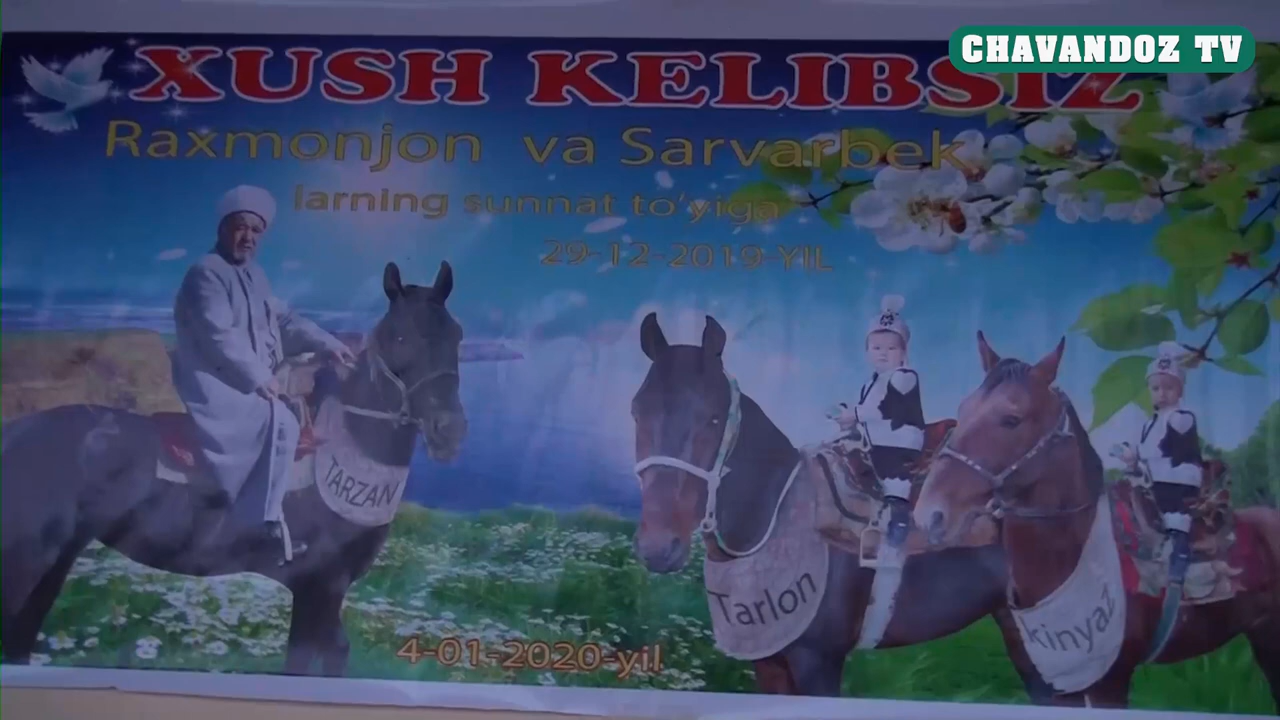 CHAVANDOZ TV
XUSH KELIBSIZ
Raxmonjon va Sarvarbek
larning sunnat to'yiga
29-12-2019-YIL
TARZAN
Tarlon
kinyaz
4-01-2020-yil